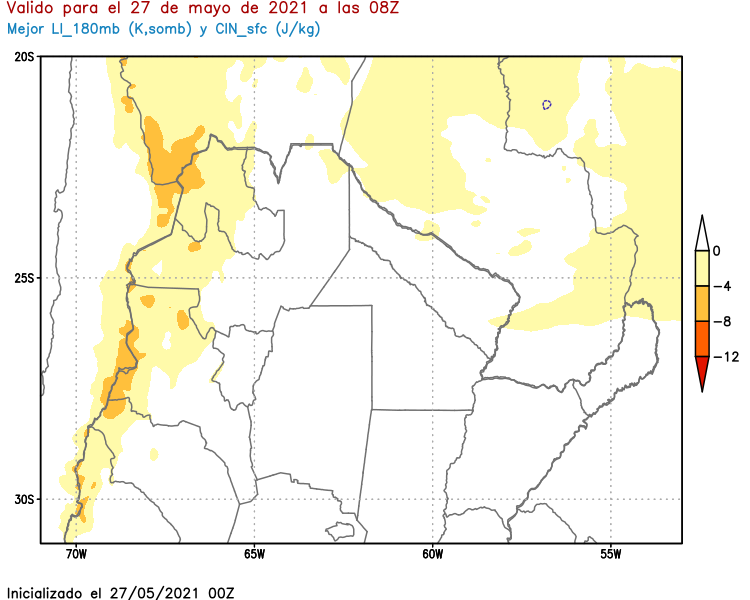 Valido para el 27 de mayo de 2021 a las 08Z
Mejor LI_180mb (K,somb) y CIN_sfc (J/kg)
20S
25S
30S
70W 65W 60W 55W
0
-4
-8
-12
Inicializado el 27/05/2021 00Z